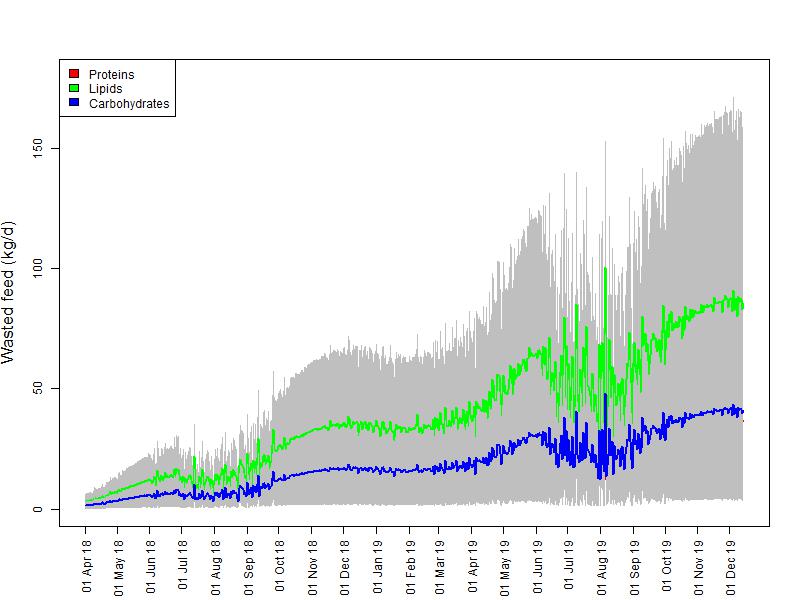 Proteins
Lipids
Carbohydrates
Wasted feed (kg/d)
150
100
50
0
01 Apr 18
01 May 18
01 Jun 18
01 Jul 18
01 Aug 18
01 Sep 18
01 Oct 18
01 Nov 18
01 Dec 18
01 Jan 19
01 Feb 19
01 Mar 19
01 Apr 19
01 May 19
01 Jun 19
01 Jul 19
01 Aug 19
01 Sep 19
01 Oct 19
01 Nov 19
01 Dec 19